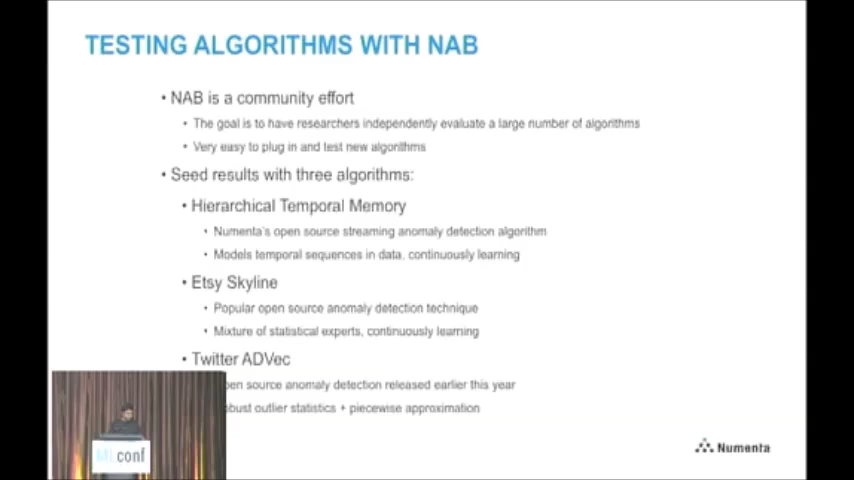 TESTING ALGORITHMS WITH NAB
• NAB is a community effort
• The goal is to have researchers independently evaluate a large number of algorithms
• Very easy to plug in and test new algorithms
• Seed results with three algorithms:
• Hierarchical Temporal Memory
• Numenta's open source streaming anomaly detection algorithm
• Models temporal sequences in data, continuously learning
• Etsy Skyline
• Popular open source anomaly detection technique
• Mixture of statistical experts, continuously learning
• Twitter ADVec
pen source anomaly detection released earlier this year
obust outlier statistics + piecewise approximation
MLconf
Numenta